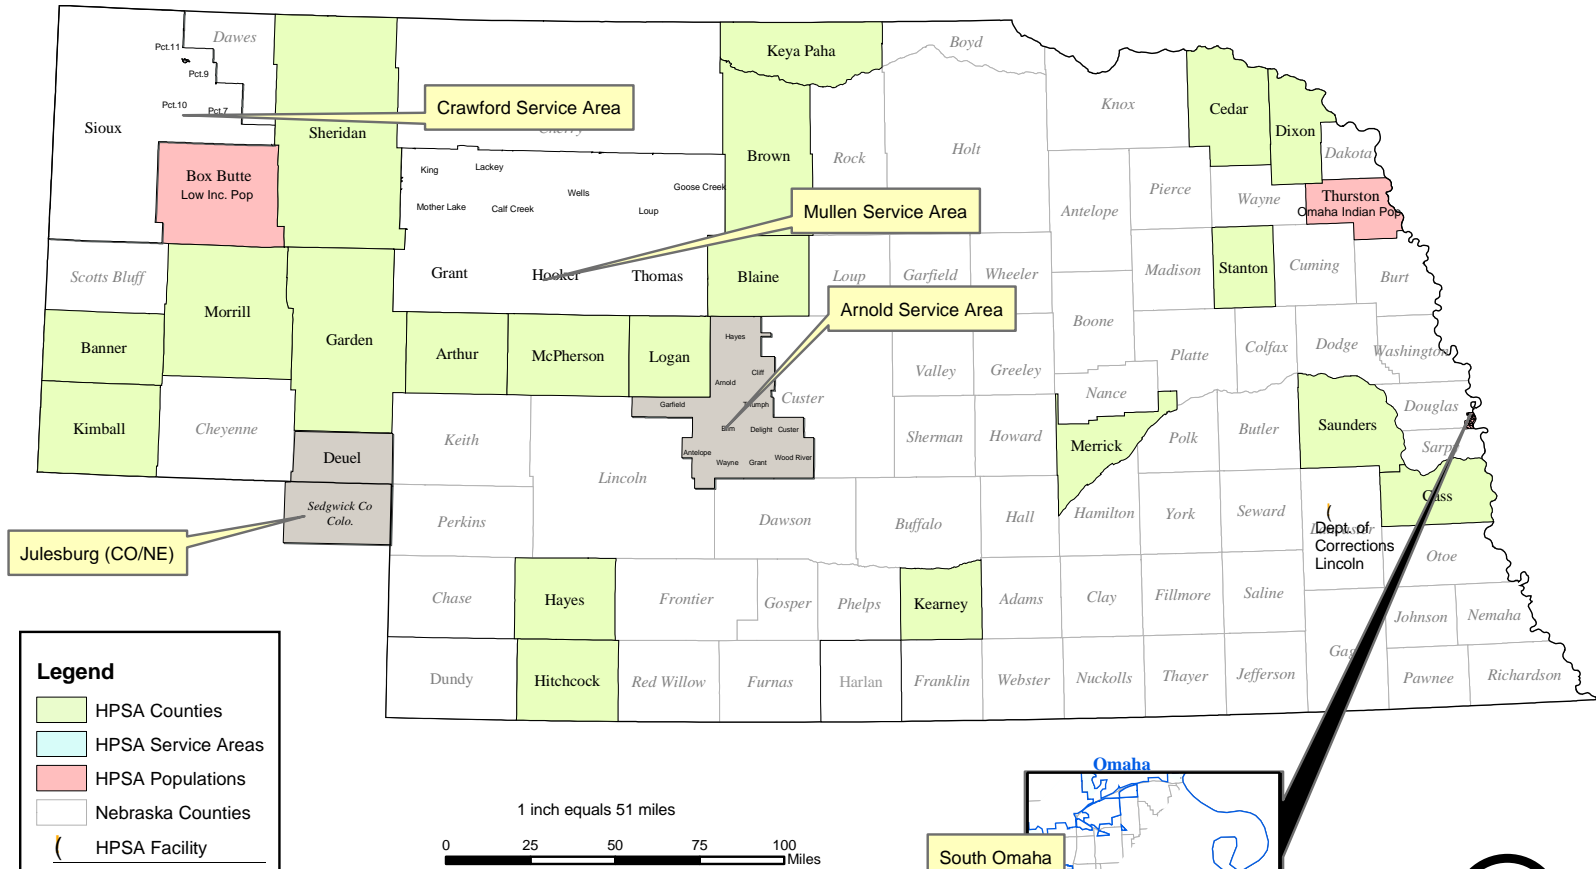 Dawes
Pct.11
Pct.9
Pct.10
Pct.7
Sioux
Crawford Service Area
Cherry
Sheridan
Box Butte
Low Inc. Pop
Keya Paha
Boyd
Brown
Rock
Holt
Knox
Cedar
Dixon
Dakota
Thurston
Omaha Indian Pop
Pierce
Wayne
Antelope
King
Lackey
Wells
Goose Creek
Mother Lake
Calf Creek
Loup
Mullen Service Area
Grant
Hooker
Thomas
Blaine
Loup
Garfield
Wheeler
Madison
Stanton
Cuming
Burt
Scotts Bluff
Morrill
Garden
Banner
Arthur
McPherson
Logan
Arnold Service Area
Hayes
Cliff
Arnold
Garfield
Triumph
Elim
Delight
Custer
Antelope
Wayne
Grant
Wood River
Custer
Valley
Greeley
Boone
Nance
Platte
Colfax
Dodge
Washington
Kimball
Cheyenne
Keith
Lincoln
Sherman
Howard
Merrick
Polk
Butler
Saunders
Douglas
Sarpy
Deuel
Sedgwick Co
Colo.
Julesburg (CO/NE)
Perkins
Dawson
Buffalo
Hall
Hamilton
York
Seward
Lancaster
Dept. of
Corrections
Lincoln
Cass
Otoe
Chase
Hayes
Frontier
Gosper
Phelps
Kearney
Adams
Clay
Fillmore
Saline
Johnson
Nemaha
Dundy
Hitchcock
Red Willow
Furnas
Harlan
Franklin
Webster
Nuckolls
Thayer
Jefferson
Gage
Pawnee
Richardson
Legend
HPSA Counties
HPSA Service Areas
HPSA Populations
Nebraska Counties
HPSA Facility
1 inch equals 51 miles
0 25 50 75 100
Miles
Omaha
South Omaha